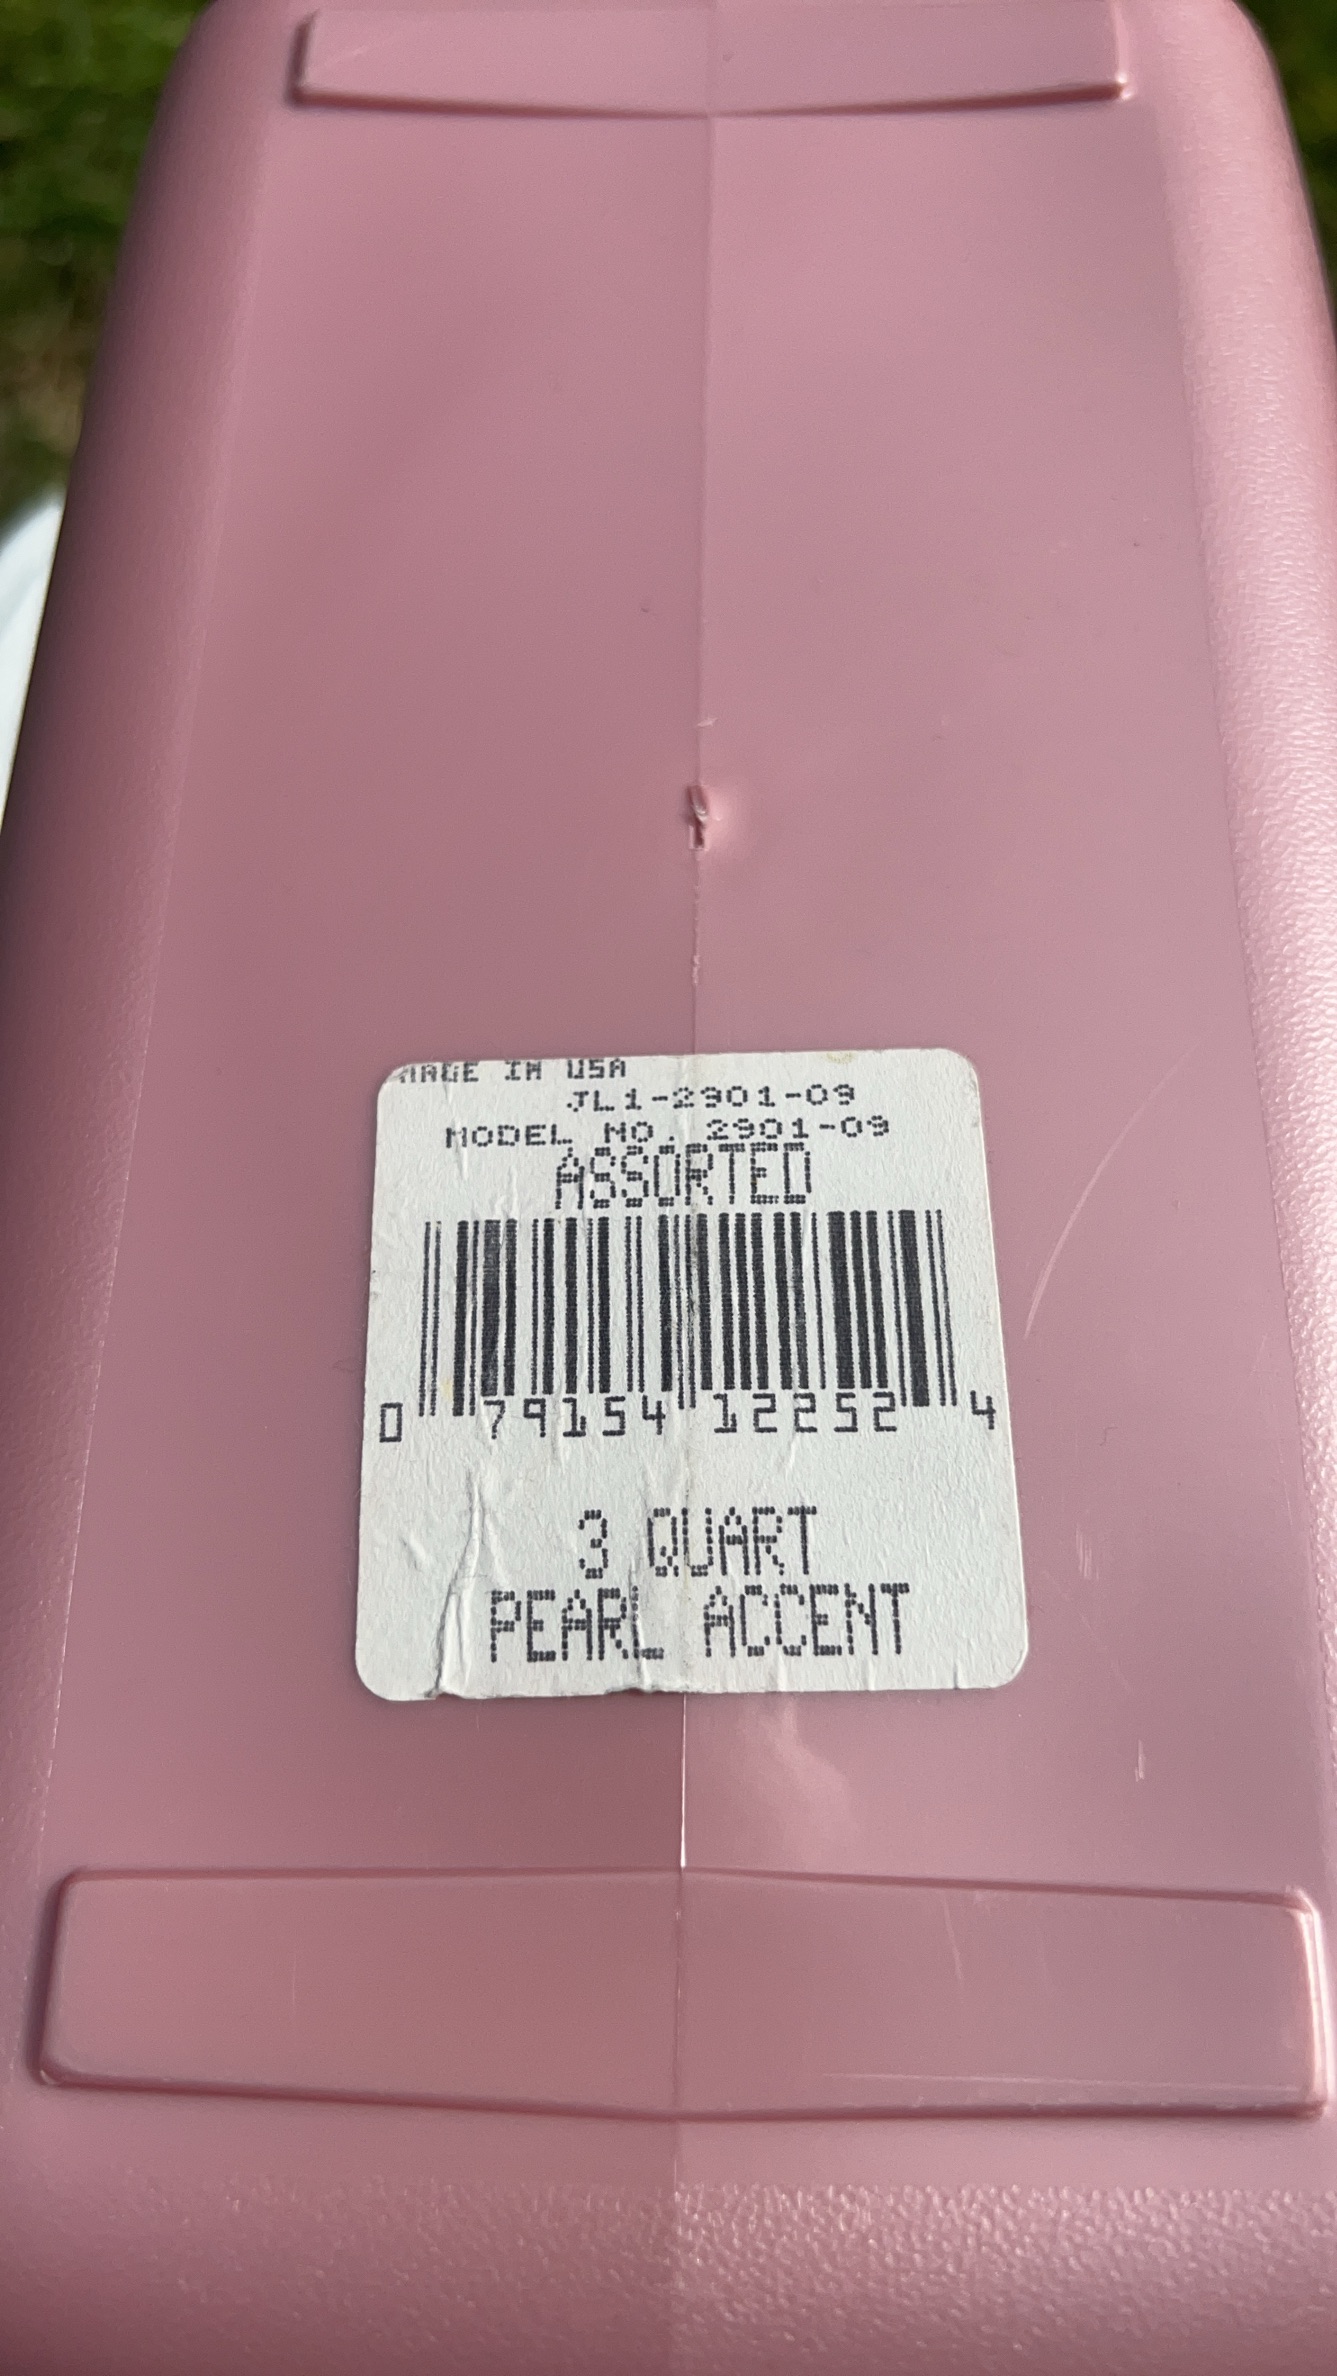 MADE IN USA
JL1-2901-09
MODEL NO. 2901-09
ASSORTED
0 79154 12252 4
3 QUART
PEARL ACCENT